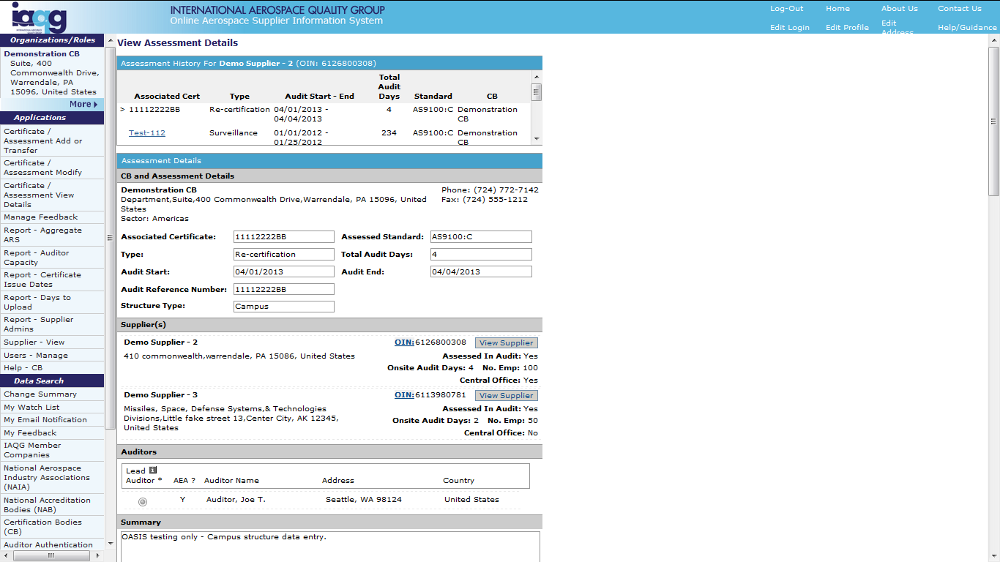 iaqg
INTERNATIONAL AEROSPACE QUALITY GROUP
Online Aerospace Supplier Information System
Log-Out Home About Us Contact Us
Edit Login Edit Profile Edit Address Help/Guidance
Organizations/Roles
Demonstration CB
Suite, 400
Commonwealth Drive,
Warrendale, PA
15096, United States
More
Applications
Certificate /
Assessment Add or
Transfer
Certificate /
Assessment Modify
Certificate /
Assessment View
Details
Manage Feedback
Report - Aggregate
ARS
Report - Auditor
Capacity
Report - Certificate
Issue Dates
Report - Days to
Upload
Report - Supplier
Admins
Supplier - View
Users - Manage
Help - CB
Data Search
Change Summary
My Watch List
My Email Notification
My Feedback
IAQG Member
Companies
National Aerospace
Industry Associations
(NAIA)
National Accreditation
Bodies (NAB)
Certification Bodies
(CB)
Auditor Authentication
View Assessment Details
Assessment History For Demo Supplier - 2 (OIN: 6126800308)
Total
Audit
Associated Cert Type Audit Start - End Days Standard CB
> 11112222BB Re-certification 04/01/2013 - 4 AS9100:C Demonstration
04/04/2013 CB
Test-112 Surveillance 01/01/2012 - 234 AS9100:C Demonstration
01/25/2012 CB
Assessment Details
CB and Assessment Details
Demonstration CB Phone: (724) 772-7142
Department,Suite,400 Commonwealth Drive,Warrendale, PA 15096, United Fax: (724) 555-1212
States
Sector: Americas
Associated Certificate: 11112222BB Assessed Standard: AS9100:C
Type: Re-certification Total Audit Days: 4
Audit Start: 04/01/2013 Audit End: 04/04/2013
Audit Reference Number: 11112222BB
Structure Type: Campus
Supplier(s)
Demo Supplier - 2 OIN:6126800308 View Supplier
410 commonwealth,warrendale, PA 15086, United States Assessed In Audit: Yes
Onsite Audit Days: 4 No. Emp: 100
Central Office: Yes
Demo Supplier - 3 OIN:6113980781 View Supplier
Missiles, Space, Defense Systems,& Technologies Assessed In Audit: Yes
Divisions,Little fake street 13,Center City, AK 12345, Onsite Audit Days: 2 No. Emp: 50
United States Central Office: No
Auditors
Lead
Auditor * AEA ? Auditor Name Address Country
Y Auditor, Joe T. Seattle, WA 98124 United States
Summary
OASIS testing only - Campus structure data entry.